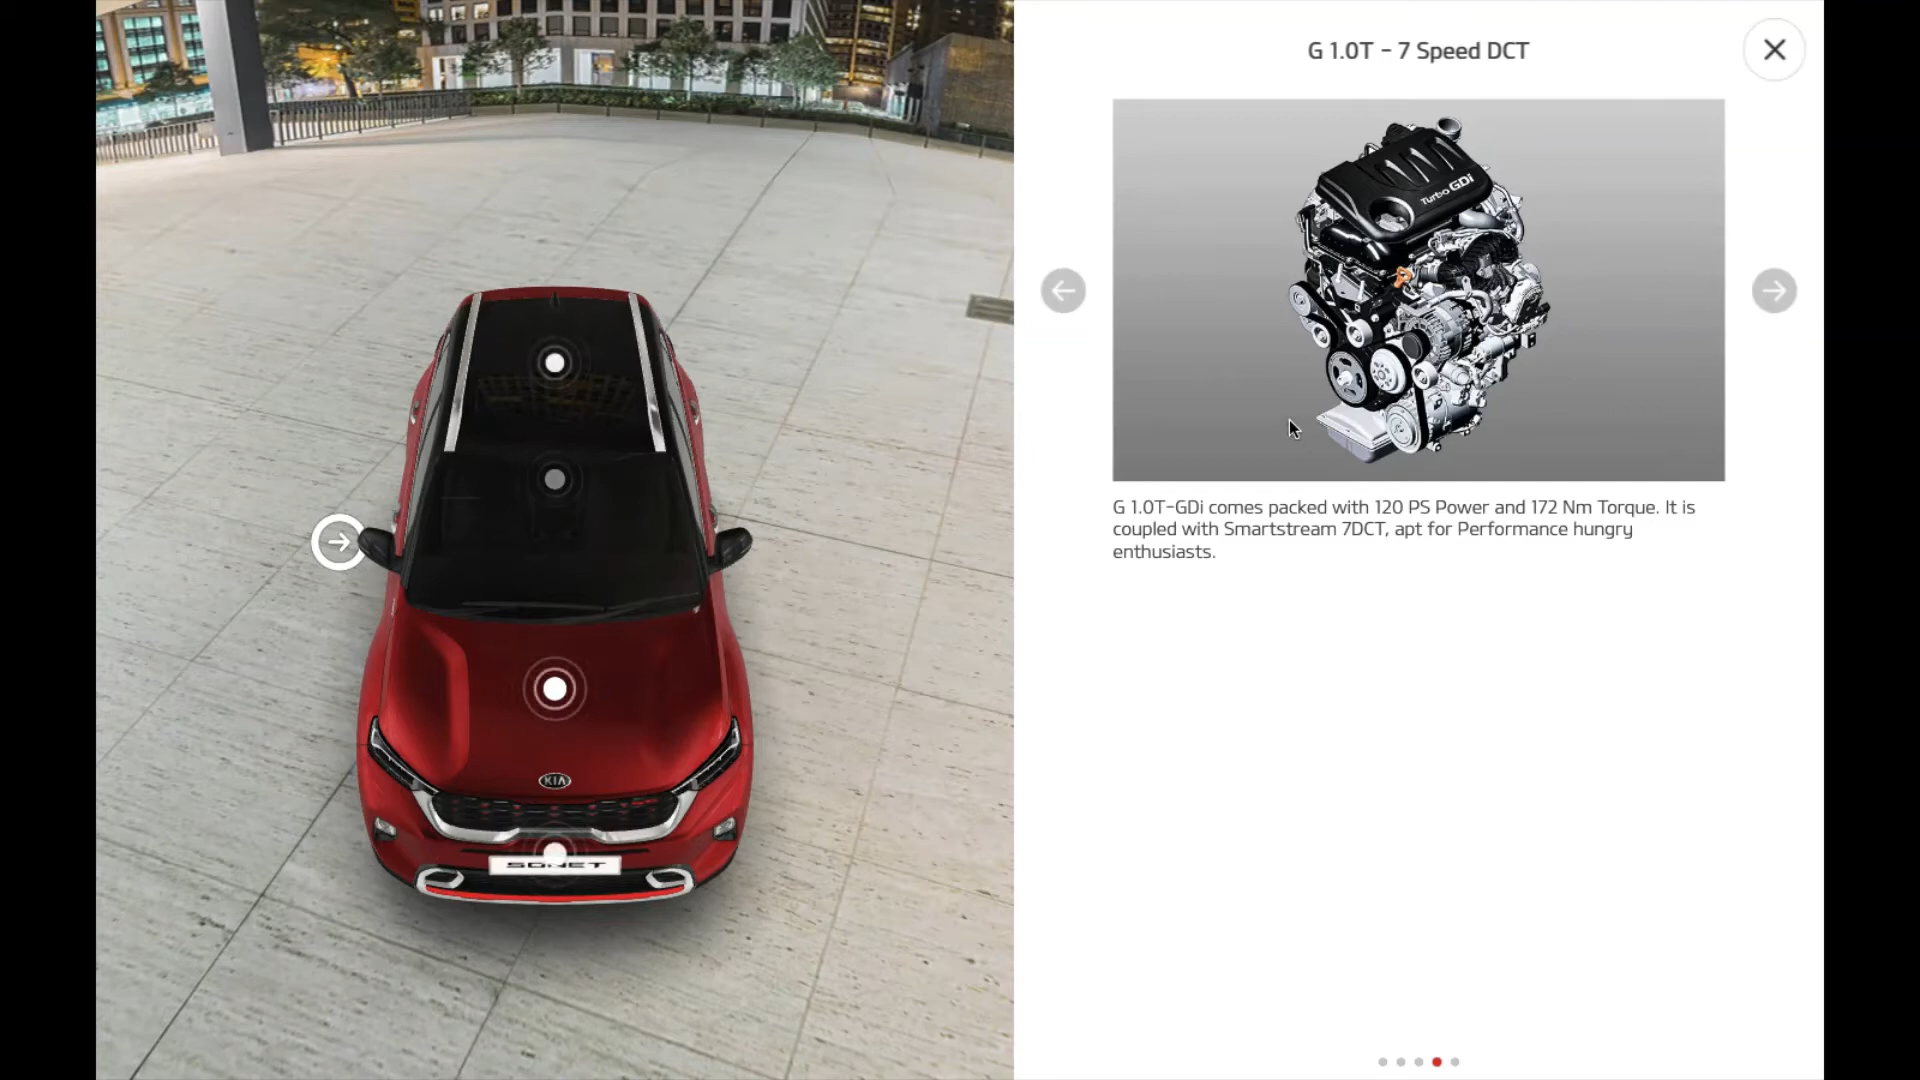 G 1.0T - 7 Speed DCT
Turbo GDi
G 1.0T-GDi comes packed with 120 PS Power and 172 Nm Torque. It is
coupled with Smartstream 7DCT, apt for Performance hungry
enthusiasts.
KIA
SONET